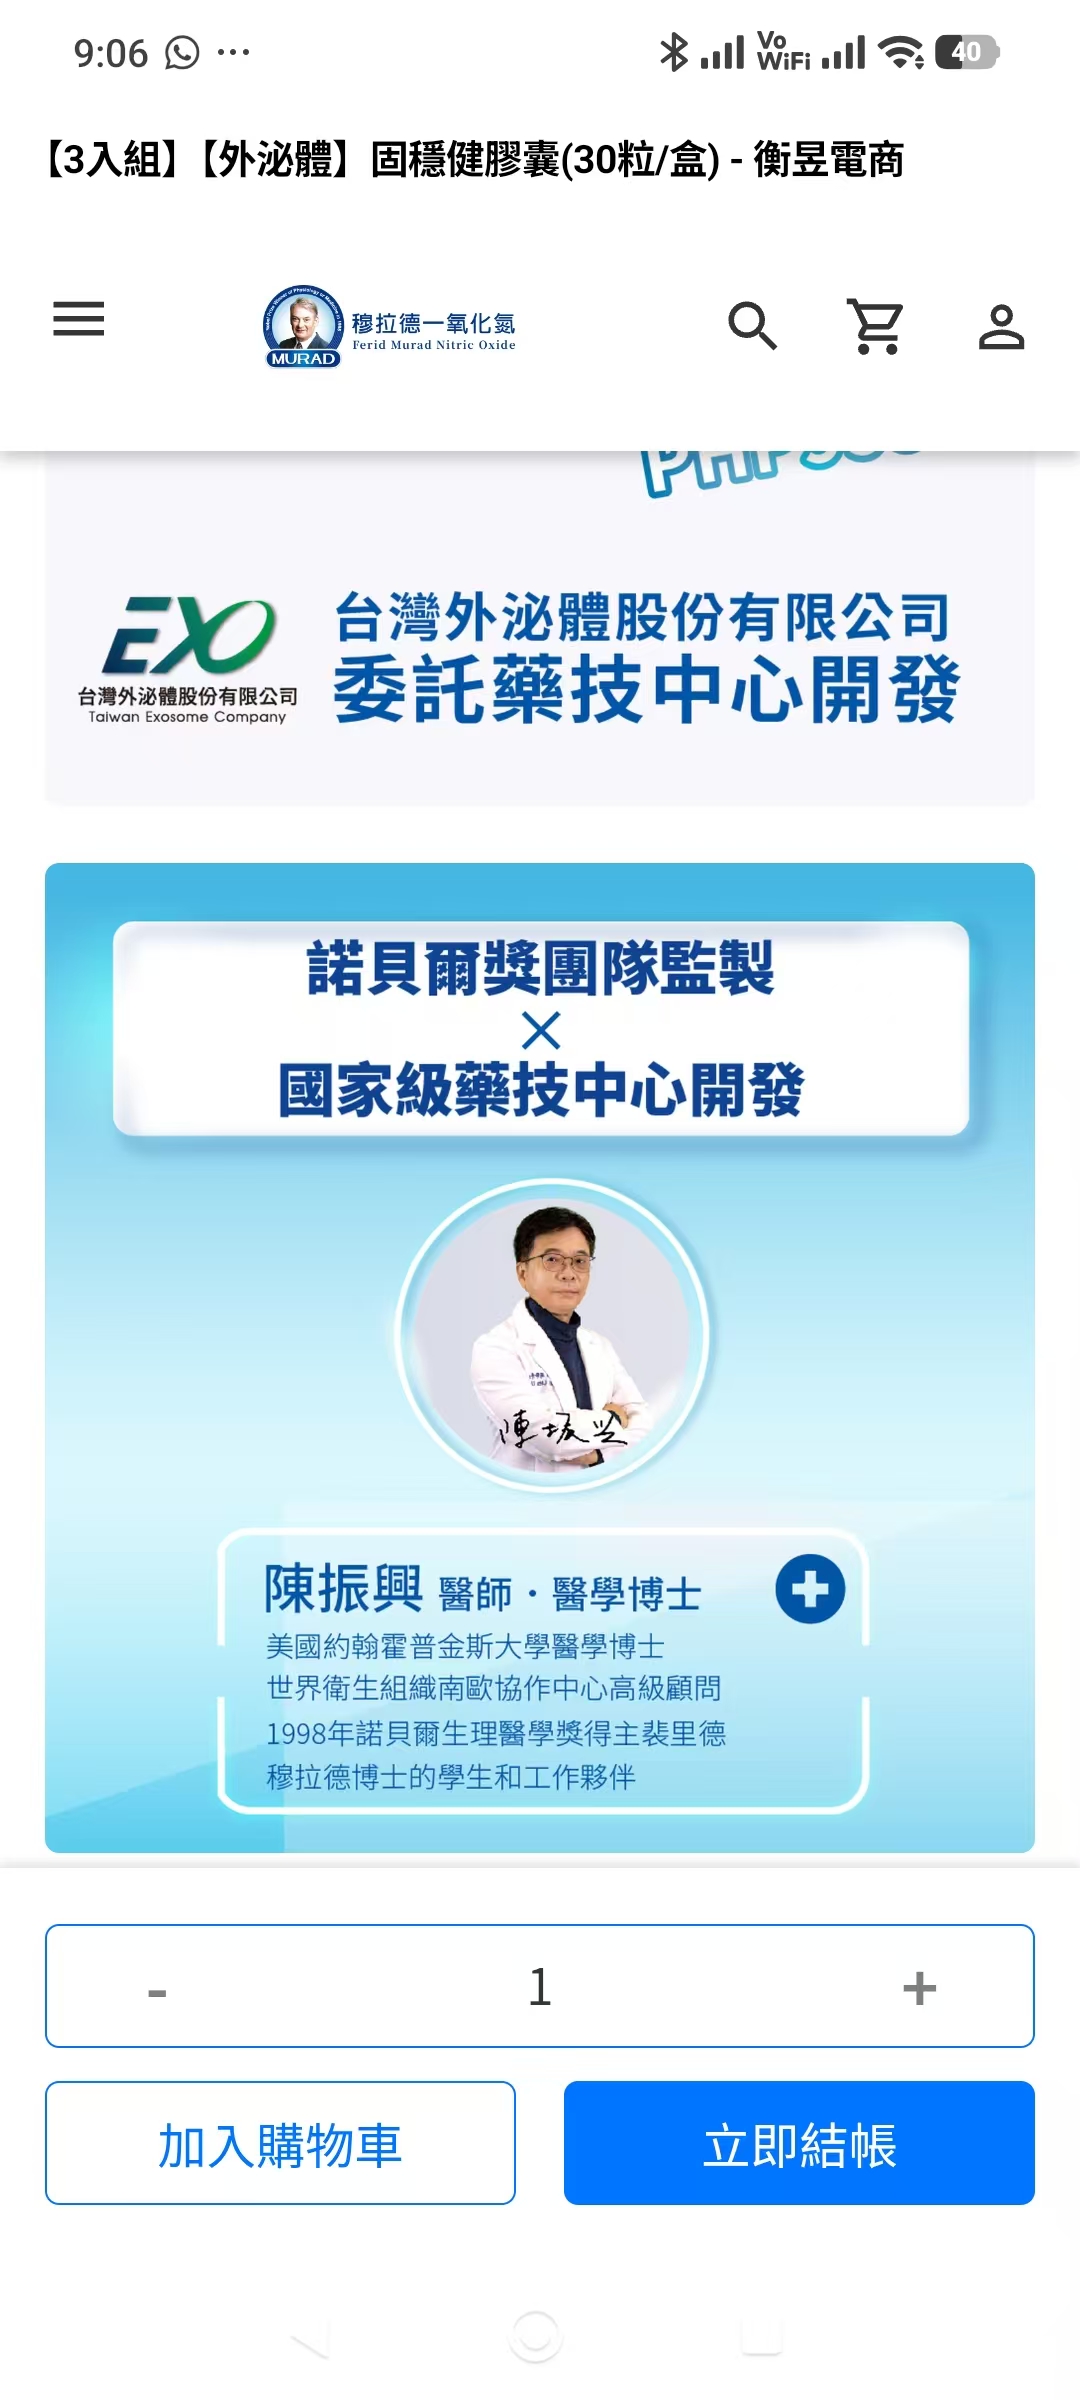 9:06
Vo WiFi
40
【3入組】【外泌體】固穩健膠囊(30粒/盒) - 衡昱電商
穆拉德一氧化氮
Ferid Murad Nitric Oxide
MURAD
EXO
台灣外泌體股份有限公司
Taiwan Exosome Company
台灣外泌體股份有限公司
委託藥技中心開發
諾貝爾獎團隊監製
×
國家級藥技中心開發
陳振興
陳振興 醫師・醫學博士
美國約翰霍普金斯大學醫學博士
世界衛生組織南歐協作中心高級顧問
1998年諾貝爾生理醫學獎得主裴里德
穆拉德博士的學生和工作夥伴
- 1 +
加入購物車
立即結帳